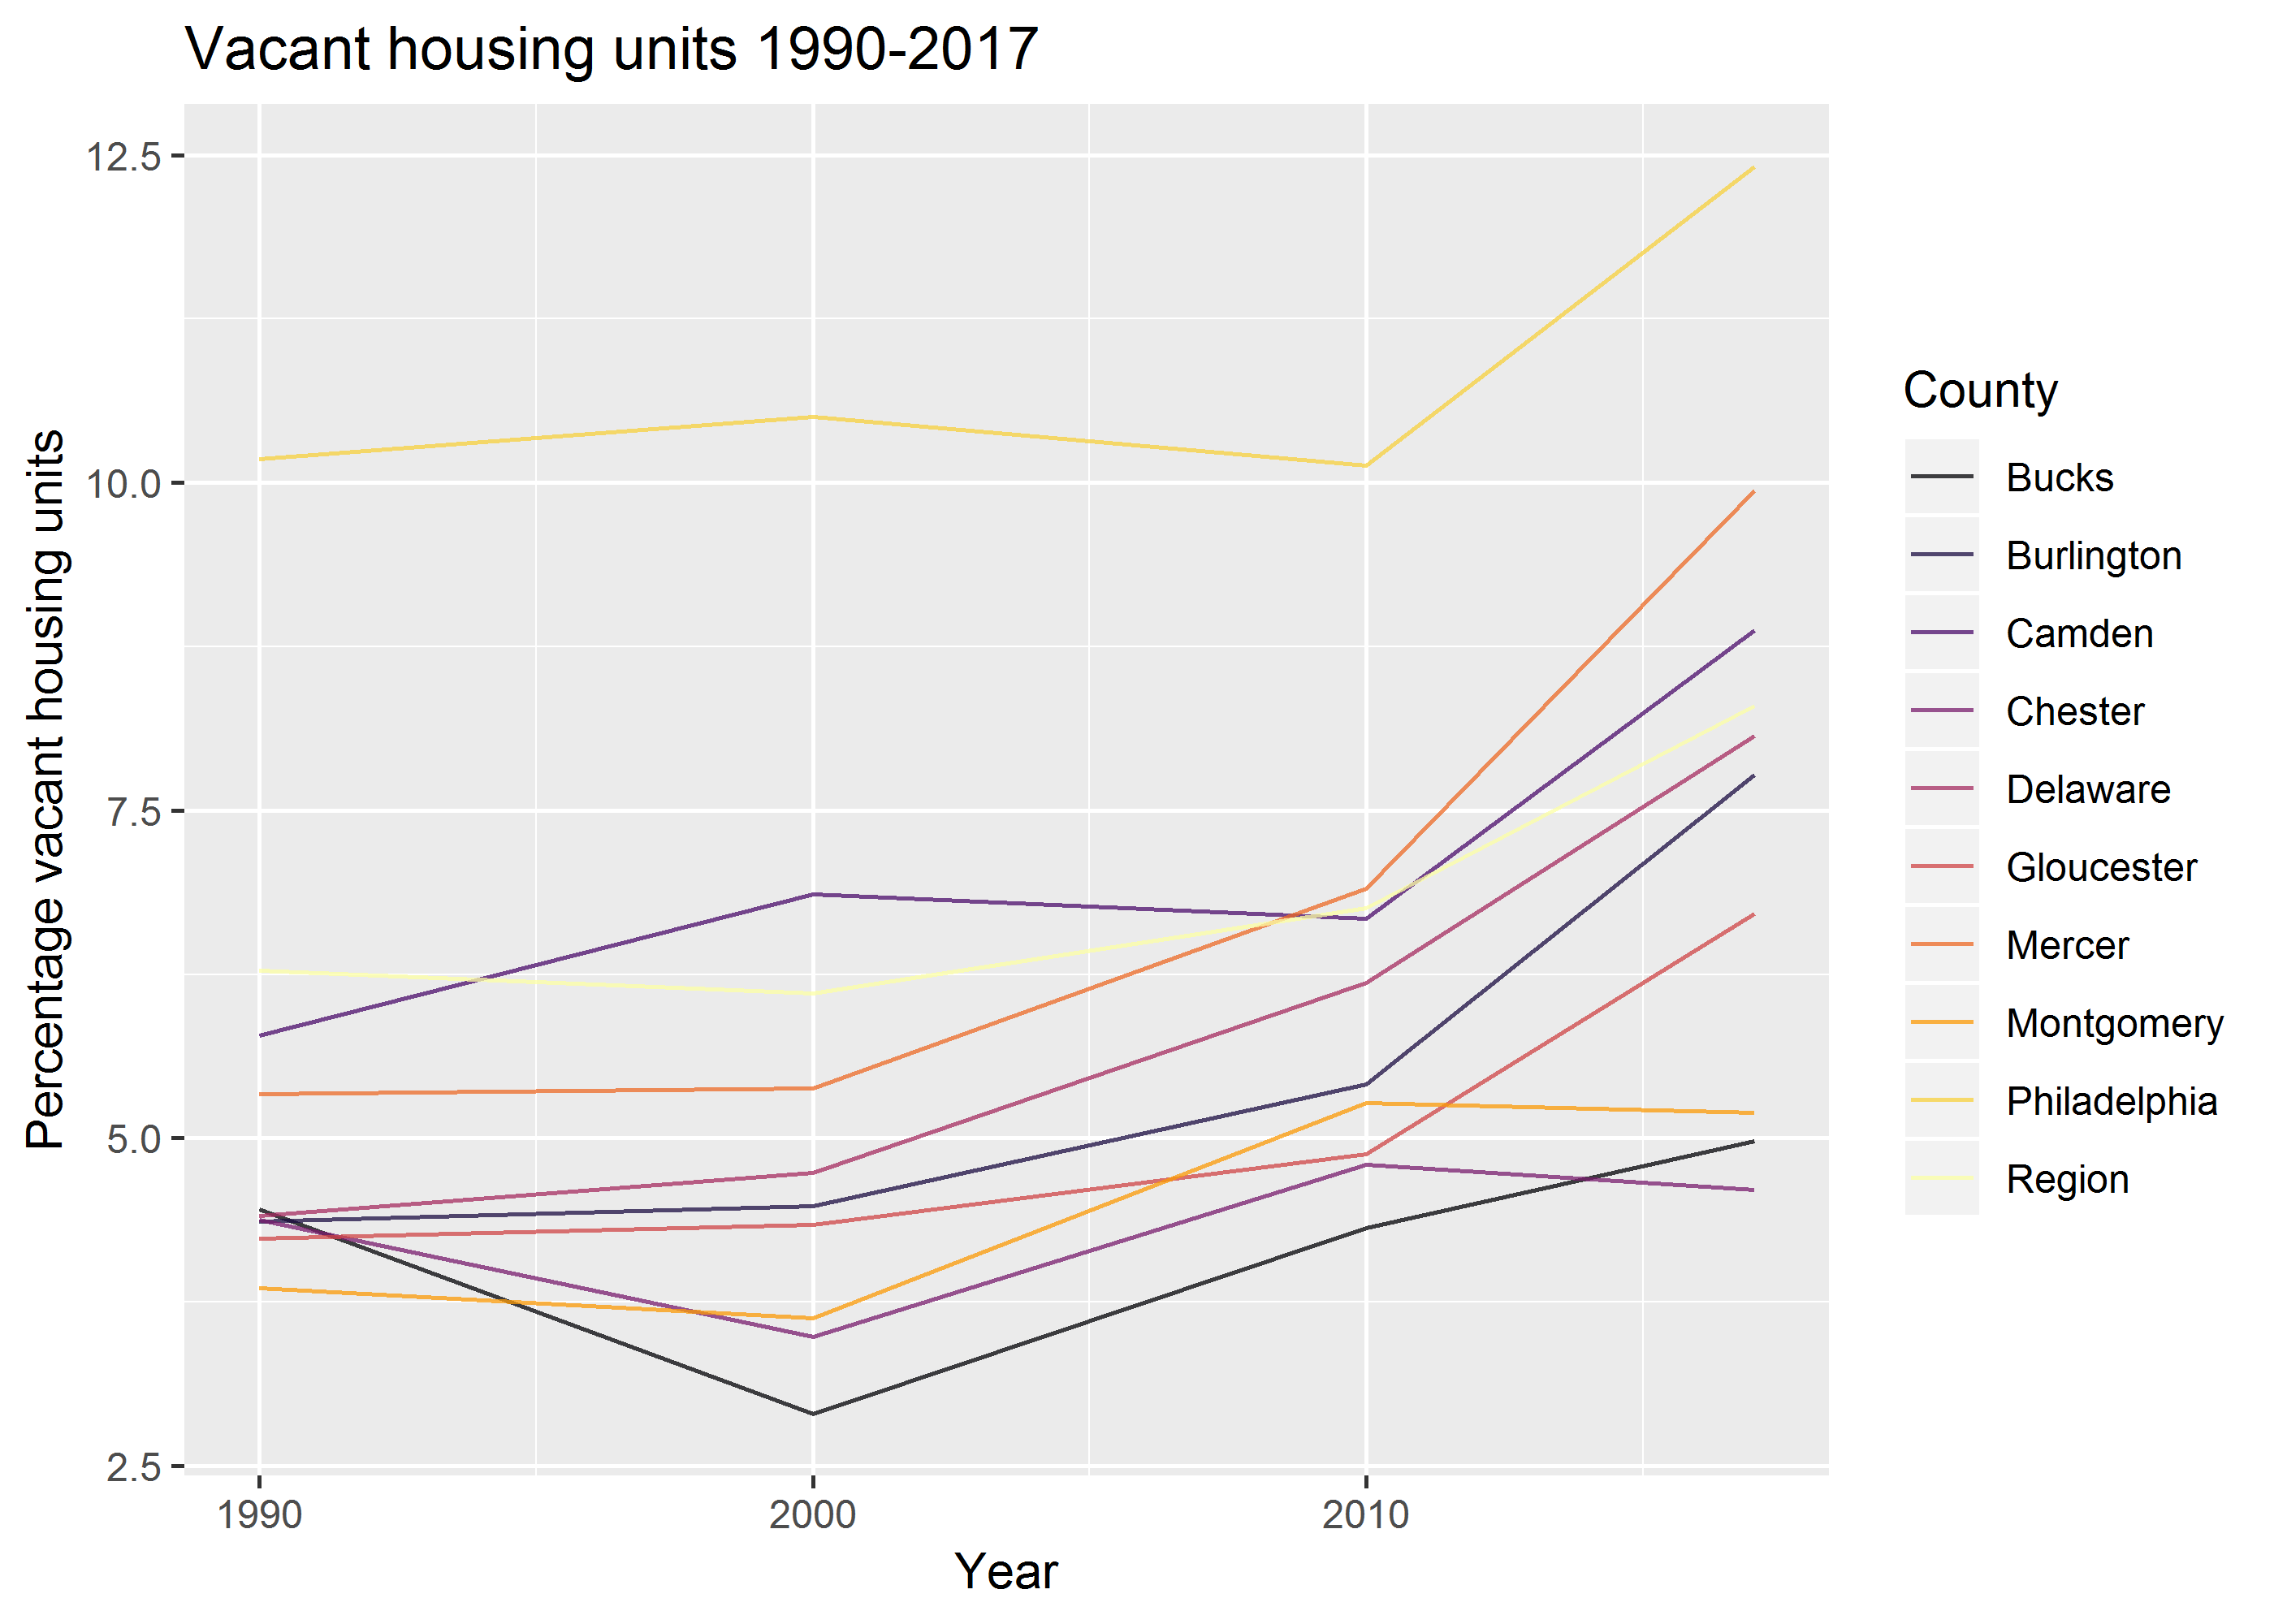 Vacant housing units 1990-2017
Percentage vacant housing units
12.5
10.0
7.5
5.0
2.5
1990
2000
2010
Year
County
Bucks
Burlington
Camden
Chester
Delaware
Gloucester
Mercer
Montgomery
Philadelphia
Region